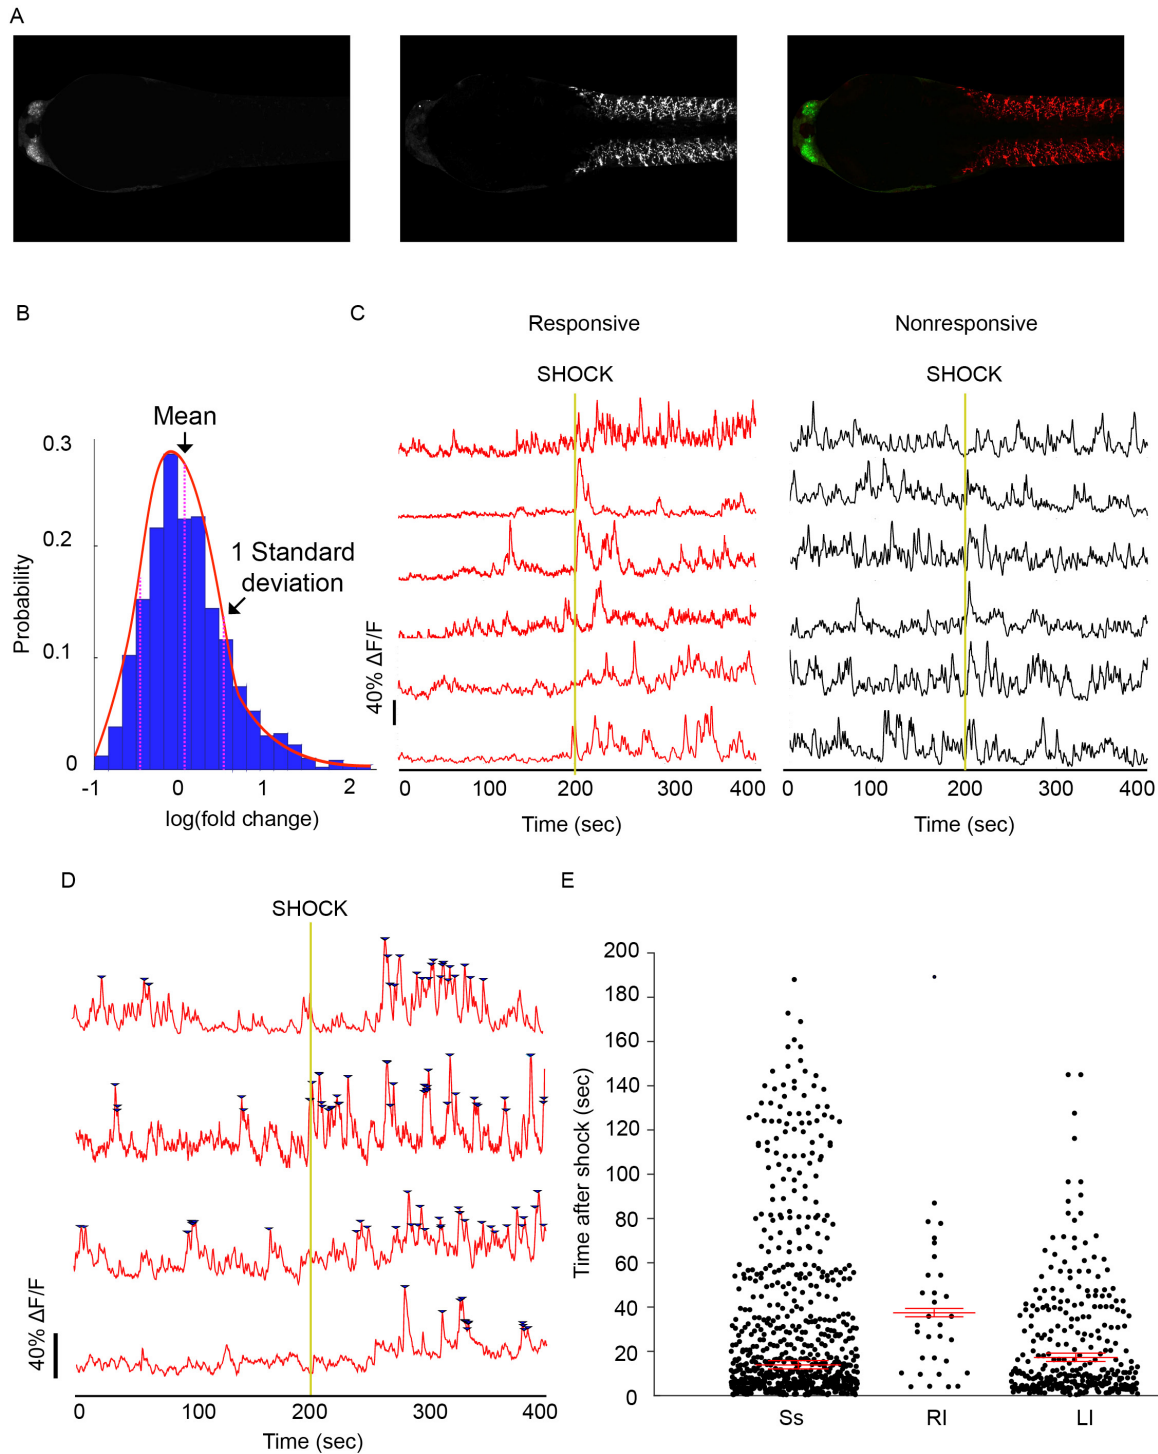 A
B
Mean
1 Standard
deviation
Probability
0.3
0.2
0.1
0
-1 0 1 2
log(fold change)
C
Responsive
SHOCK
40% ΔF/F
0 100 200 300 400
Time (sec)
Nonresponsive
SHOCK
0 100 200 300 400
Time (sec)
D
SHOCK
40% ΔF/F
0 100 200 300 400
Time (sec)
E
Time after shock (sec)
200
180
160
140
120
100
80
60
40
20
0
Ss RI LI